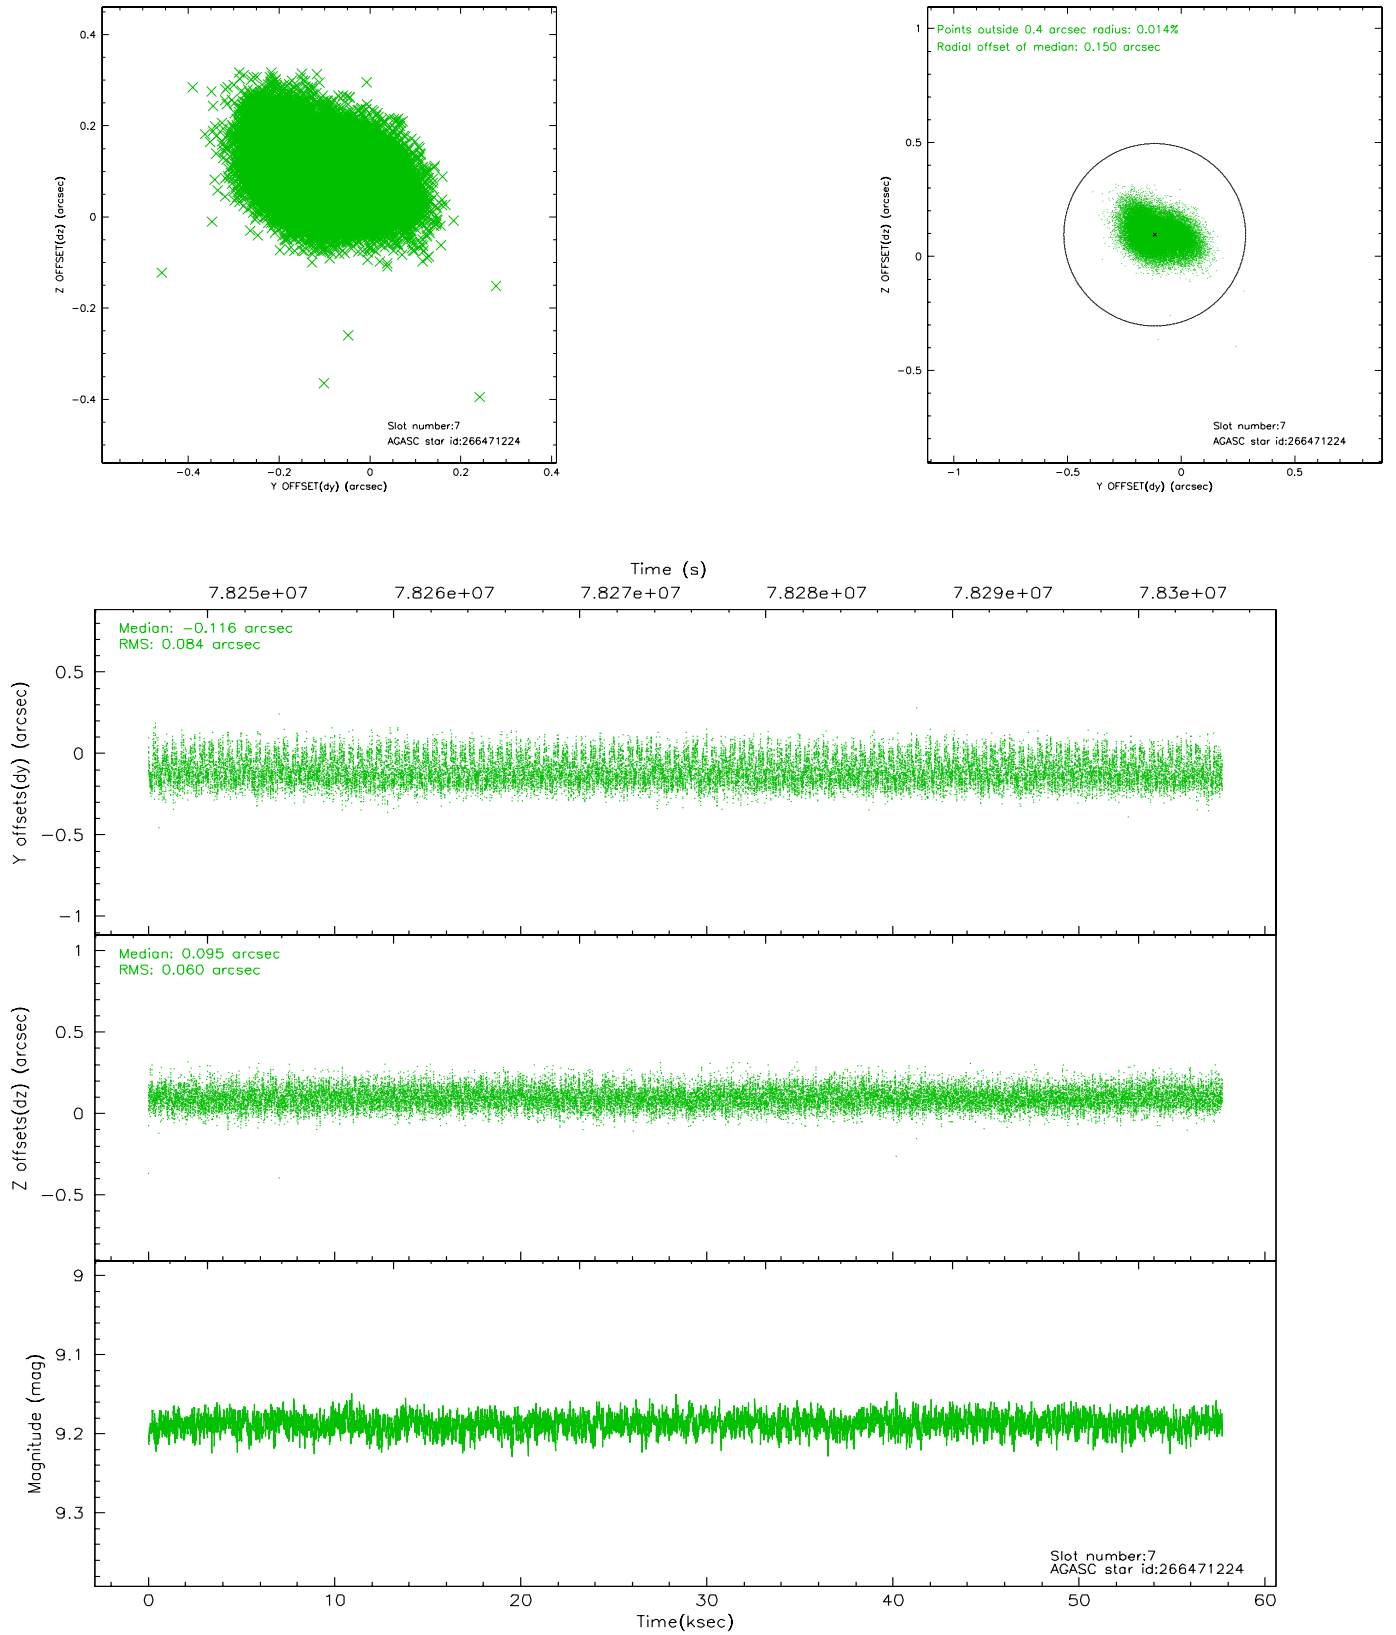 0.4
0.2
0
−0.2
−0.4
Z OFFSET(dz) (arcsec)
Slot number:7
AGASC star id:266471224
−0.4 −0.2 0 0.2 0.4
Y OFFSET(dy) (arcsec)
Points outside 0.4 arcsec radius: 0.014%
Radial offset of median: 0.150 arcsec
1
0.5
0
−0.5
Z OFFSET(dz) (arcsec)
Slot number:7
AGASC star id:266471224
−1 −0.5 0 0.5
Y OFFSET(dy) (arcsec)
Time (s)
7.825e+07 7.826e+07 7.827e+07 7.828e+07 7.829e+07 7.83e+07
Median: −0.116 arcsec
RMS: 0.084 arcsec
0.5
0
−0.5
−1
Y offsets(dy) (arcsec)
Median: 0.095 arcsec
RMS: 0.060 arcsec
1
0.5
0
−0.5
Z offsets(dz) (arcsec)
9
9.1
9.2
9.3
Magnitude (mag)
Slot number:7
AGASC star id:266471224
0 10 20 30 40 50 60
Time(ksec)